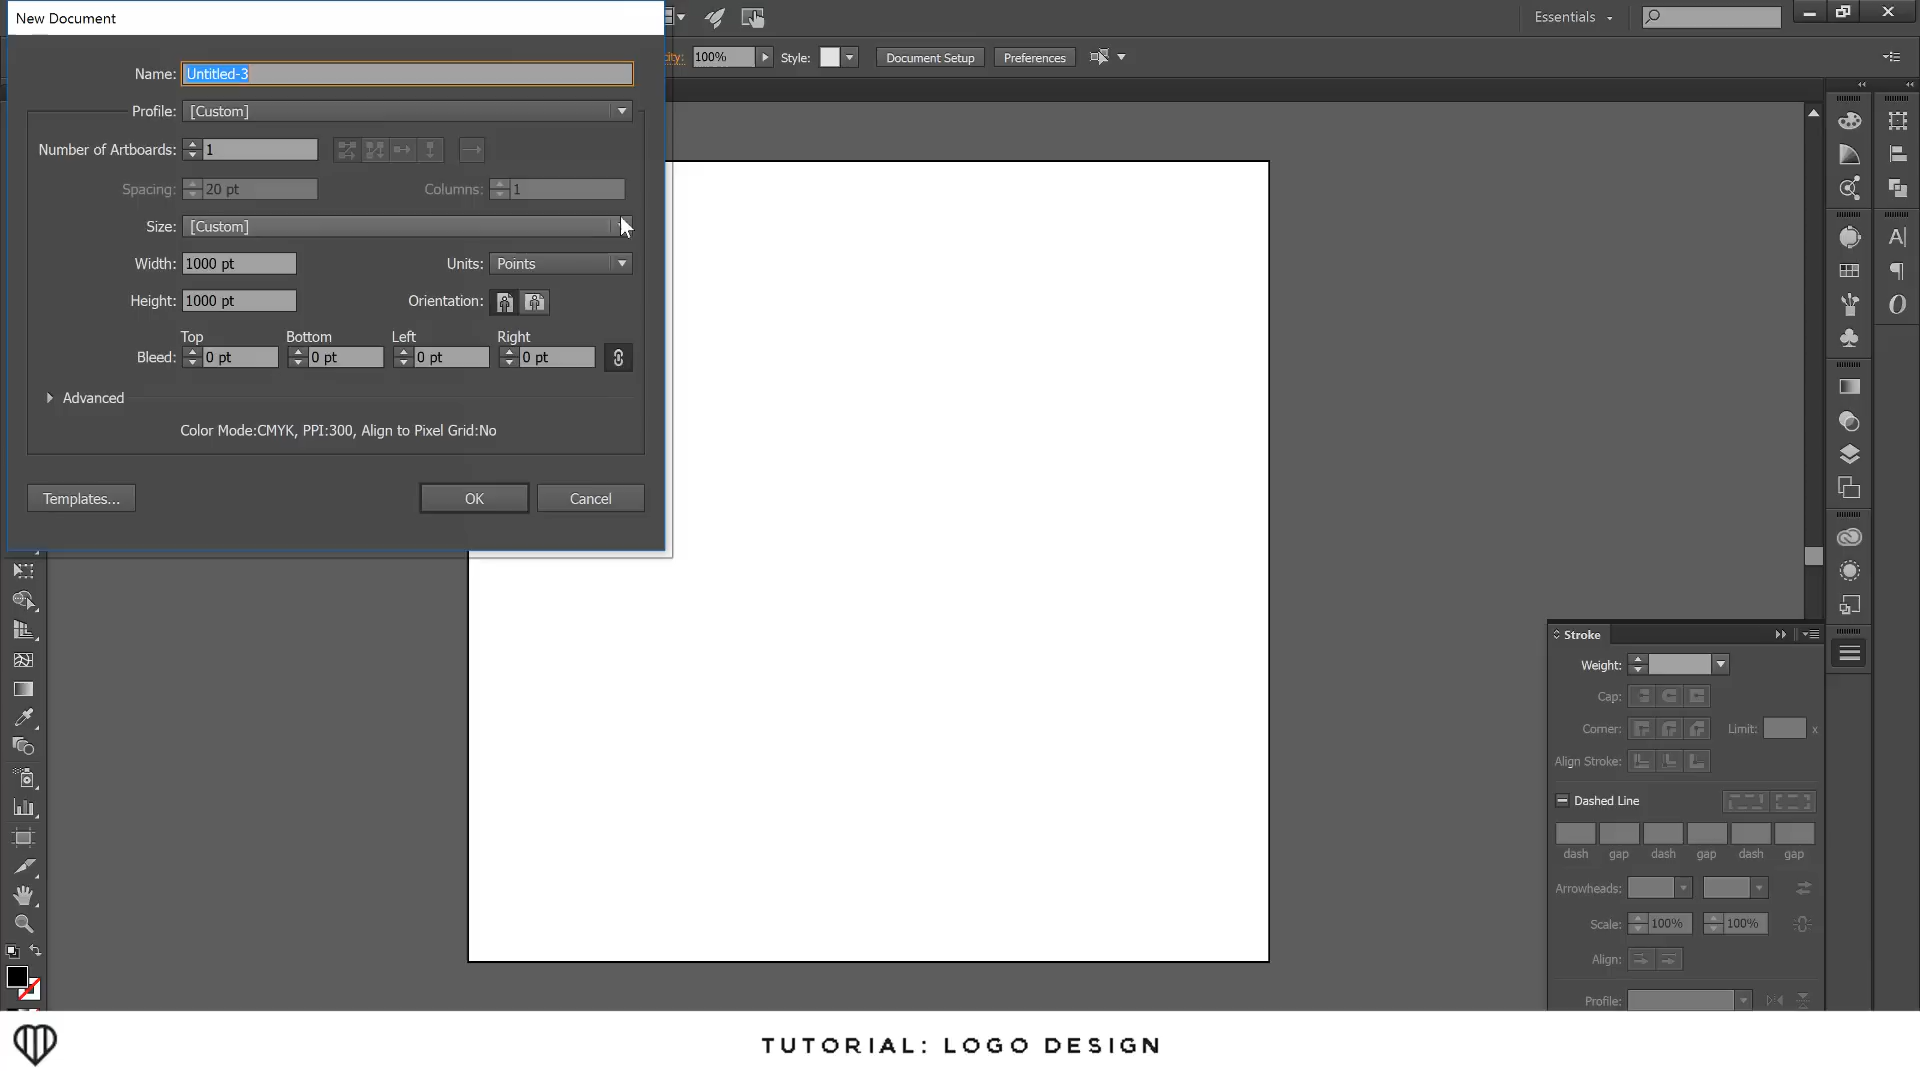 New Document
Essentials
100%
Style:
Document Setup
Preferences
Name: Untitled-3
Profile: [Custom]
Number of Artboards: 1
Spacing: 20 pt
Columns: 1
Size: [Custom]
Width: 1000 pt
Units: Points
Height: 1000 pt
Orientation:
Top Bottom Left Right
Bleed: 0 pt 0 pt 0 pt 0 pt
Advanced
Color Mode:CMYK, PPI:300, Align to Pixel Grid:No
Templates...
OK
Cancel
Stroke
Weight:
Cap:
Corner:
Limit: x
Align Stroke:
Dashed Line
dash gap dash gap dash gap
Arrowheads:
Scale: 100% 100%
Align:
Profile:
TUTORIAL: LOGO DESIGN